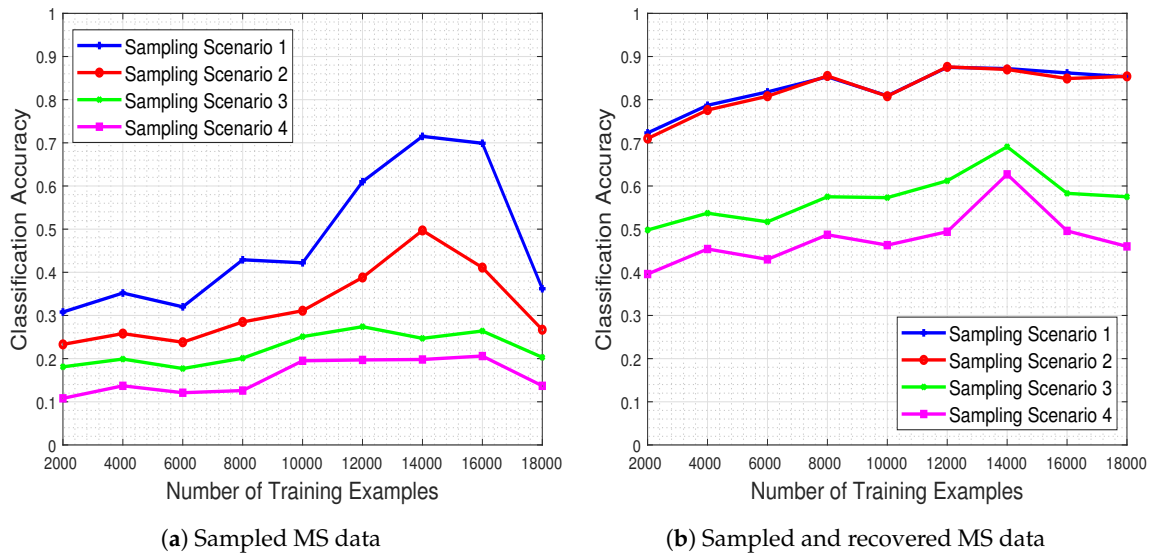 1
0.9
0.8
0.7
0.6
0.5
0.4
0.3
0.2
0.1
0
Classification Accuracy
Sampling Scenario 1
Sampling Scenario 2
Sampling Scenario 3
Sampling Scenario 4
2000 4000 6000 8000 10000 12000 14000 16000 18000
Number of Training Examples
(a) Sampled MS data
1
0.9
0.8
0.7
0.6
0.5
0.4
0.3
0.2
0.1
0
Classification Accuracy
Sampling Scenario 1
Sampling Scenario 2
Sampling Scenario 3
Sampling Scenario 4
2000 4000 6000 8000 10000 12000 14000 16000 18000
Number of Training Examples
(b) Sampled and recovered MS data